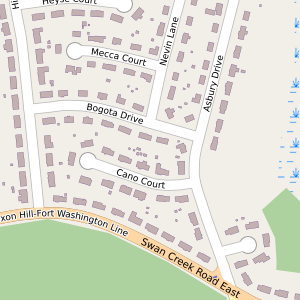 Heyse Court
Nevin Lane
Mecca Court
Asbury Drive
Bogota Drive
Cano Court
xon Hill-Fort Washington Line
Swan Creek Road East